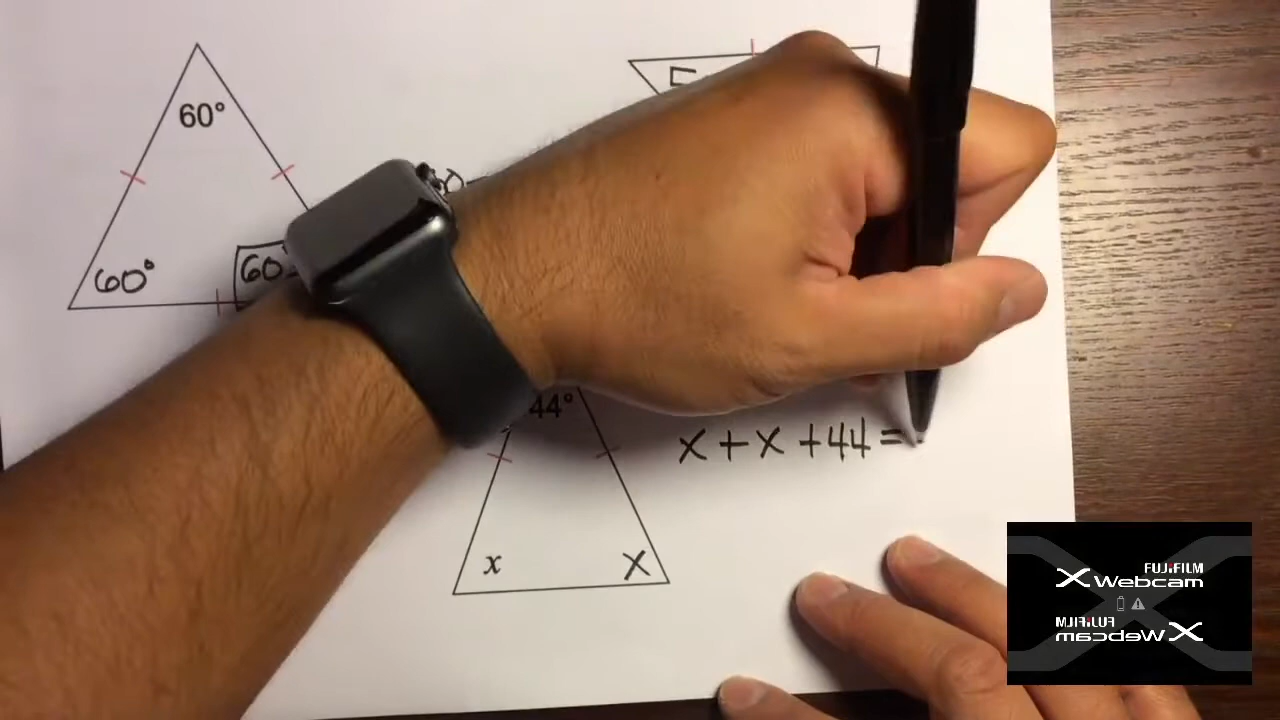 60°
60°
60°
44°
x + x + 44 =
x
X
FUJIFILM
X Webcam
FUJIFILM
X Webcam